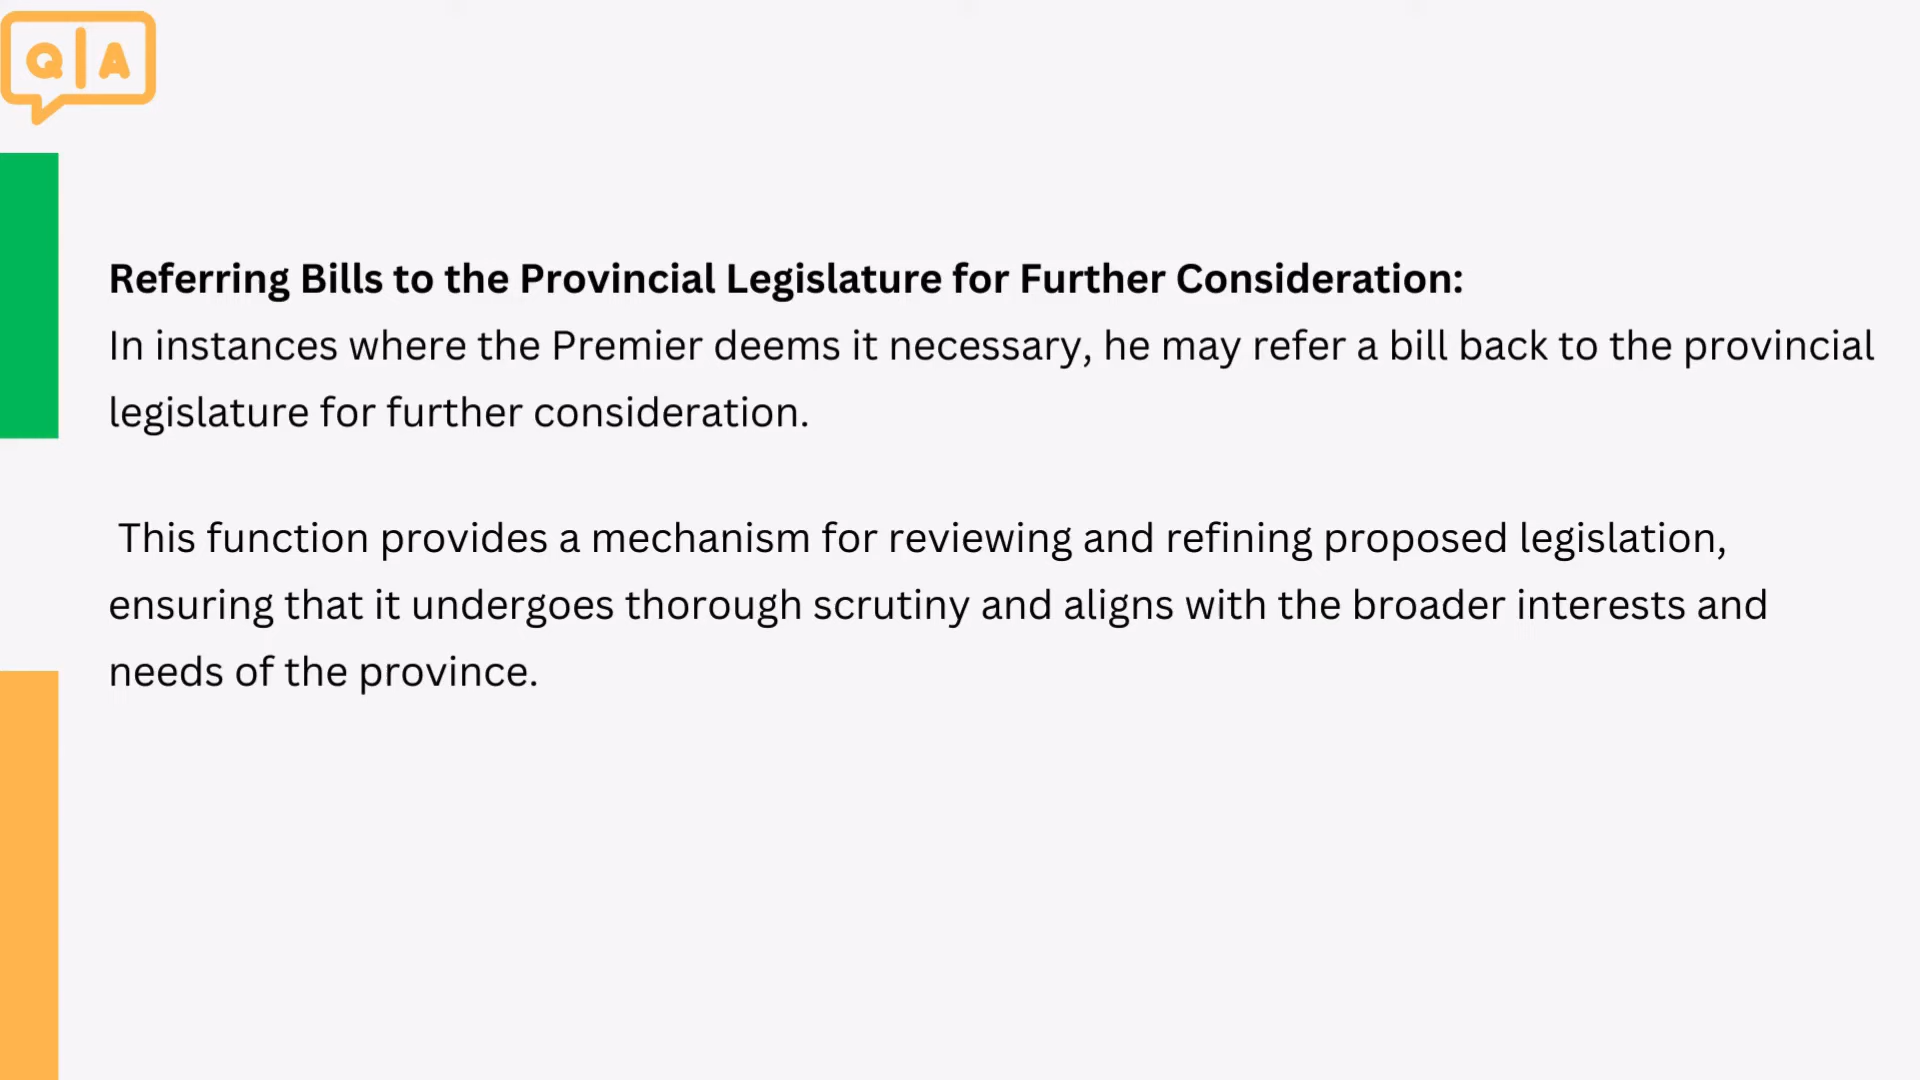 Q|A
Referring Bills to the Provincial Legislature for Further Consideration:
In instances where the Premier deems it necessary, he may refer a bill back to the provincial
legislature for further consideration.
This function provides a mechanism for reviewing and refining proposed legislation,
ensuring that it undergoes thorough scrutiny and aligns with the broader interests and
needs of the province.